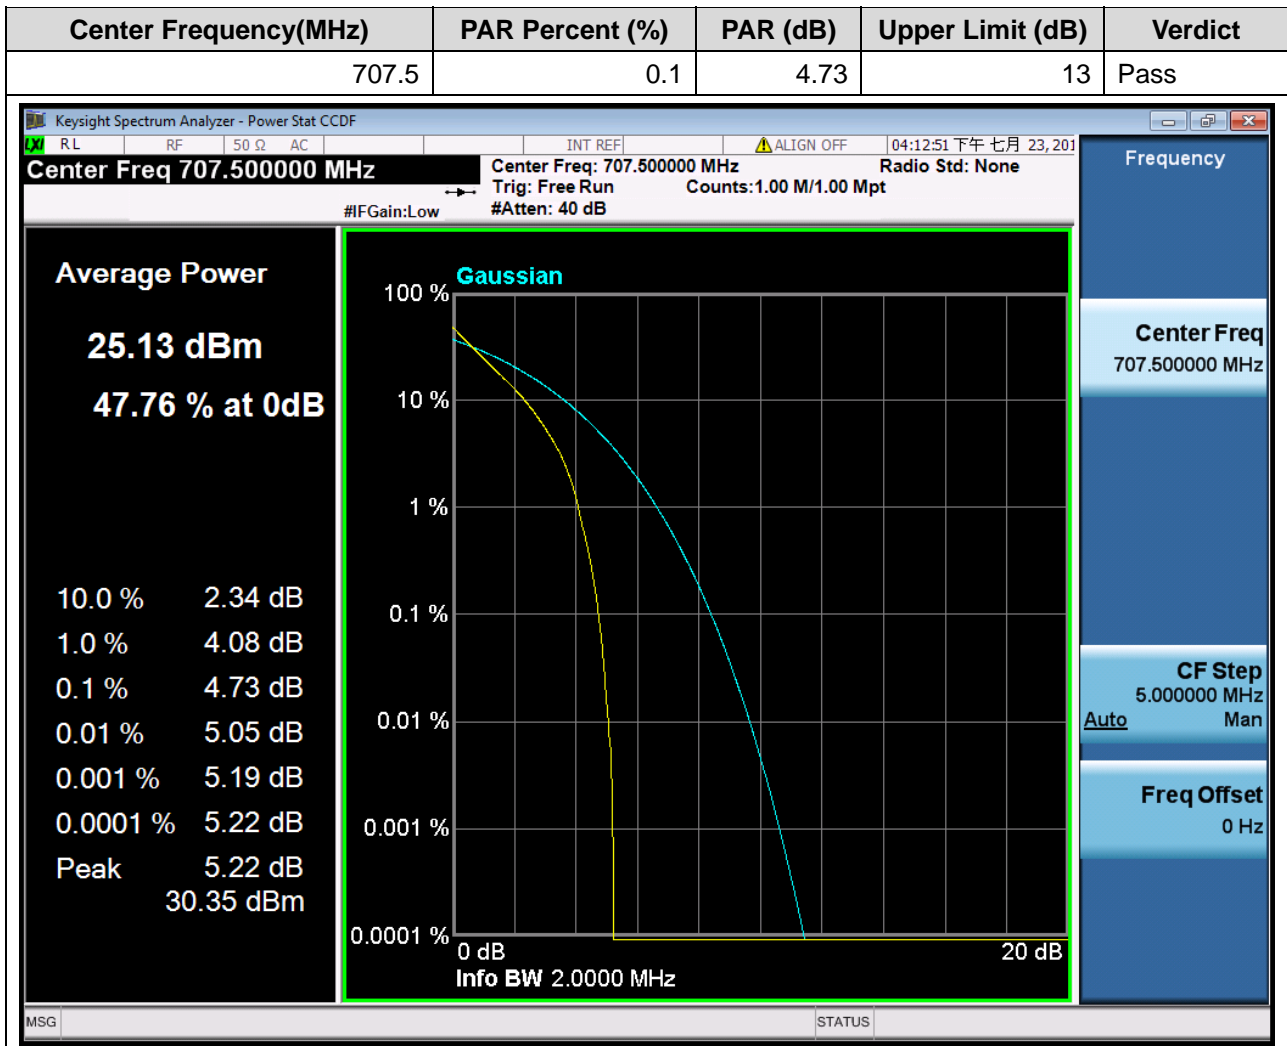 Center Frequency(MHz) PAR Percent (%) PAR (dB) Upper Limit (dB) Verdict
707.5 0.1 4.73 13 Pass
Keysight Spectrum Analyzer - Power Stat CCDF
LXI RL RF 50 Ω AC INT REF ALIGN OFF 04:12:51 下午 七月 23, 201
Center Freq 707.500000 MHz
Center Freq: 707.500000 MHz Radio Std: None
Trig: Free Run Counts:1.00 M/1.00 Mpt
#IFGain:Low #Atten: 40 dB
Average Power
25.13 dBm
47.76 % at 0dB
10.0 % 2.34 dB
1.0 % 4.08 dB
0.1 % 4.73 dB
0.01 % 5.05 dB
0.001 % 5.19 dB
0.0001 % 5.22 dB
Peak 5.22 dB
30.35 dBm
Gaussian
100 %
10 %
1 %
0.1 %
0.01 %
0.001 %
0.0001 %
0 dB 20 dB
Info BW 2.0000 MHz
Frequency
Center Freq
707.500000 MHz
CF Step
5.000000 MHz
Auto Man
Freq Offset
0 Hz
MSG STATUS